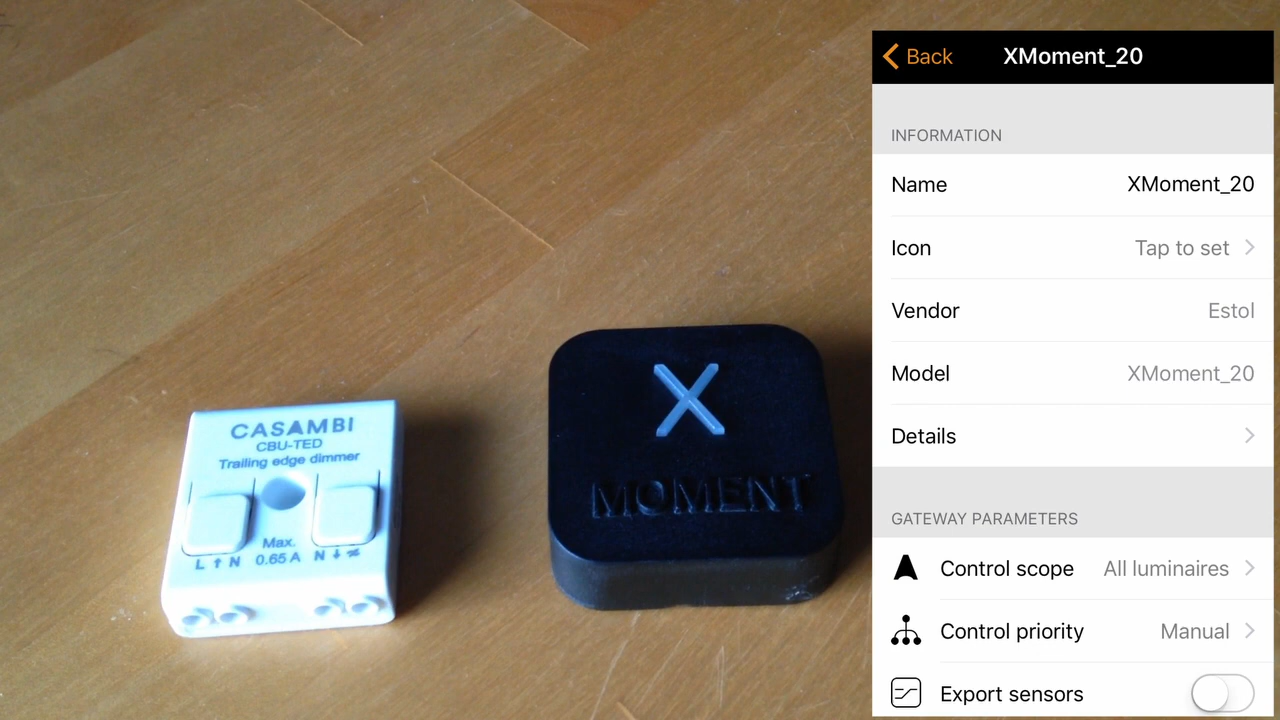 CASAMBI
CBU-TED
Trailing edge dimmer
Max.
L ↑ N 0.65 A N ↓
X
MOMENT
Back XMoment_20
INFORMATION
Name XMoment_20
Icon Tap to set
Vendor Estol
Model XMoment_20
Details
GATEWAY PARAMETERS
Control scope All luminaires
Control priority Manual
Export sensors